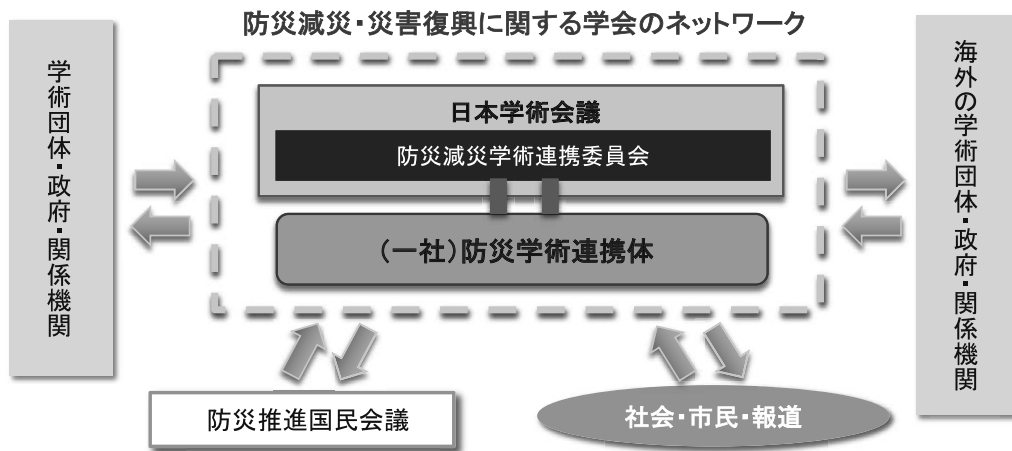 防災減災・災害復興に関する学会のネットワーク
学術団体・政府・関係機関
日本学術会議
防災減災学術連携委員会
（一社）防災学術連携体
海外の学術団体・政府・関係機関
防災推進国民会議
社会・市民・報道